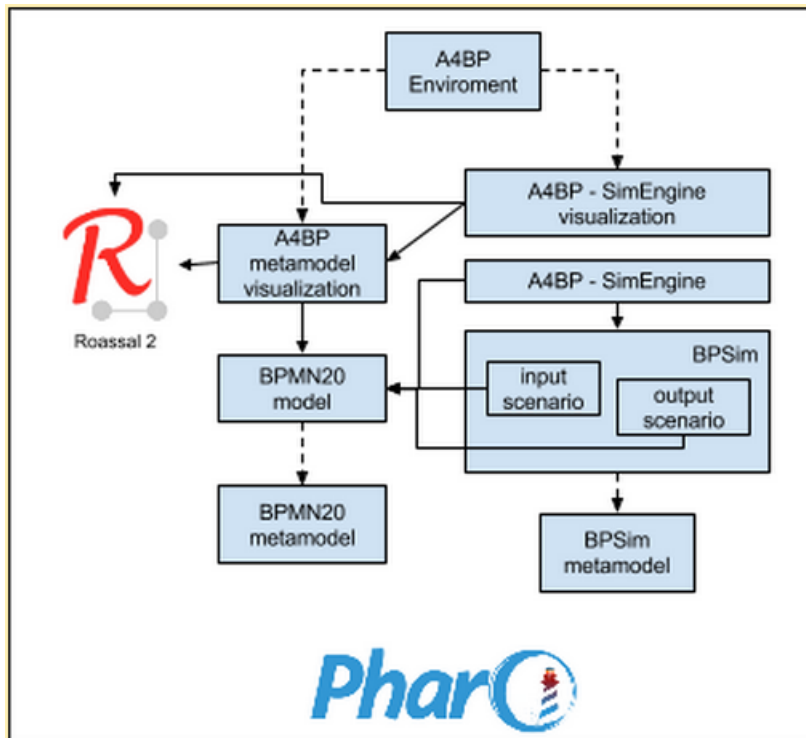 A4BP
Enviroment
A4BP - SimEngine
visualization
A4BP
metamodel
visualization
R
Roassal 2
A4BP - SimEngine
BPSim
BPMN20
model
input
scenario
output
scenario
BPMN20
metamodel
BPSim
metamodel
Pharo